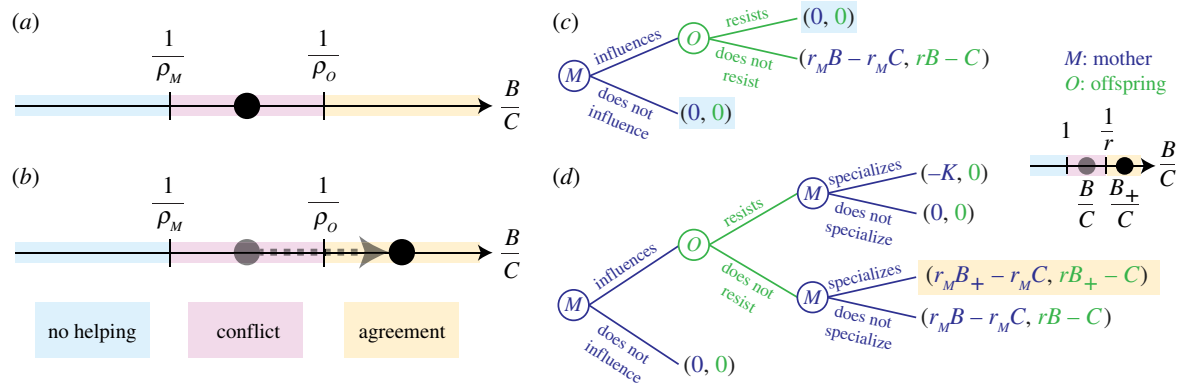 (a)
1/ρ_M
1/ρ_O
B/C
(b)
1/ρ_M
1/ρ_O
B/C
no helping
conflict
agreement
(c)
M
influences
does not
influence
O
resists
does not
resist
(0, 0)
(r_M B – r_M C, rB – C)
(0, 0)
M: mother
O: offspring
1
1/r
B/C
B/C
B+/C
(d)
M
influences
does not
influence
O
resists
does not
resist
M
specializes
does not
specialize
(–K, 0)
(0, 0)
M
specializes
does not
specialize
(r_M B+ – r_M C, rB+ – C)
(r_M B – r_M C, rB – C)
(0, 0)